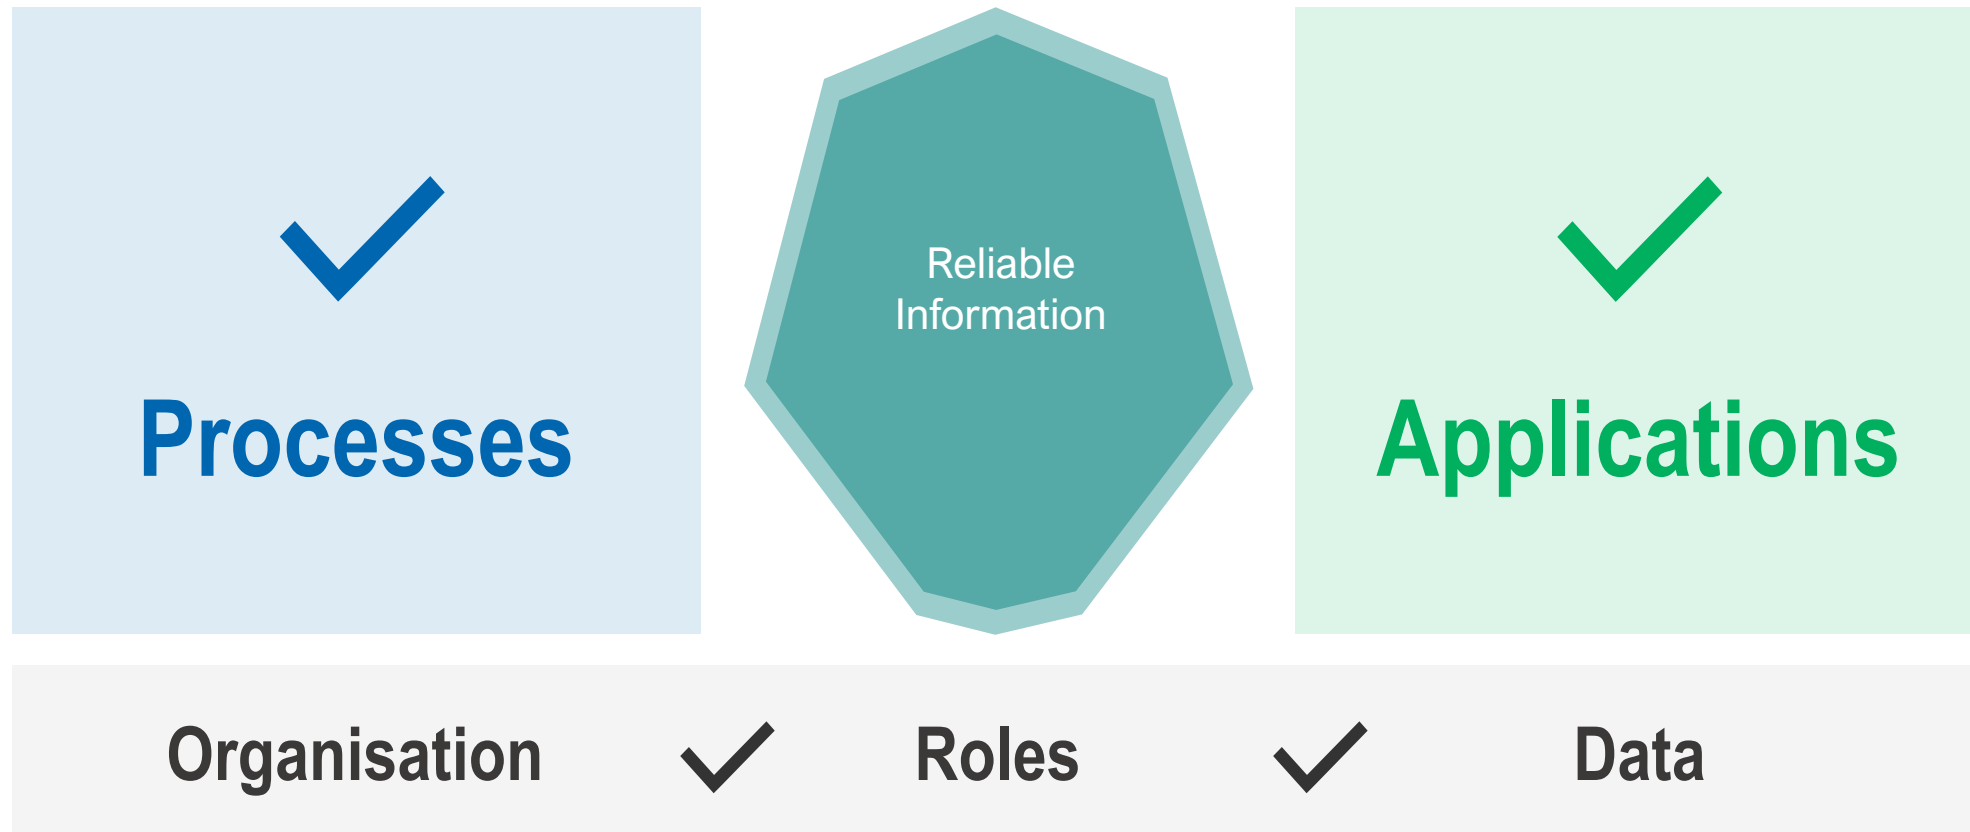 Reliable
Information
Processes
Applications
Organisation
Roles
Data